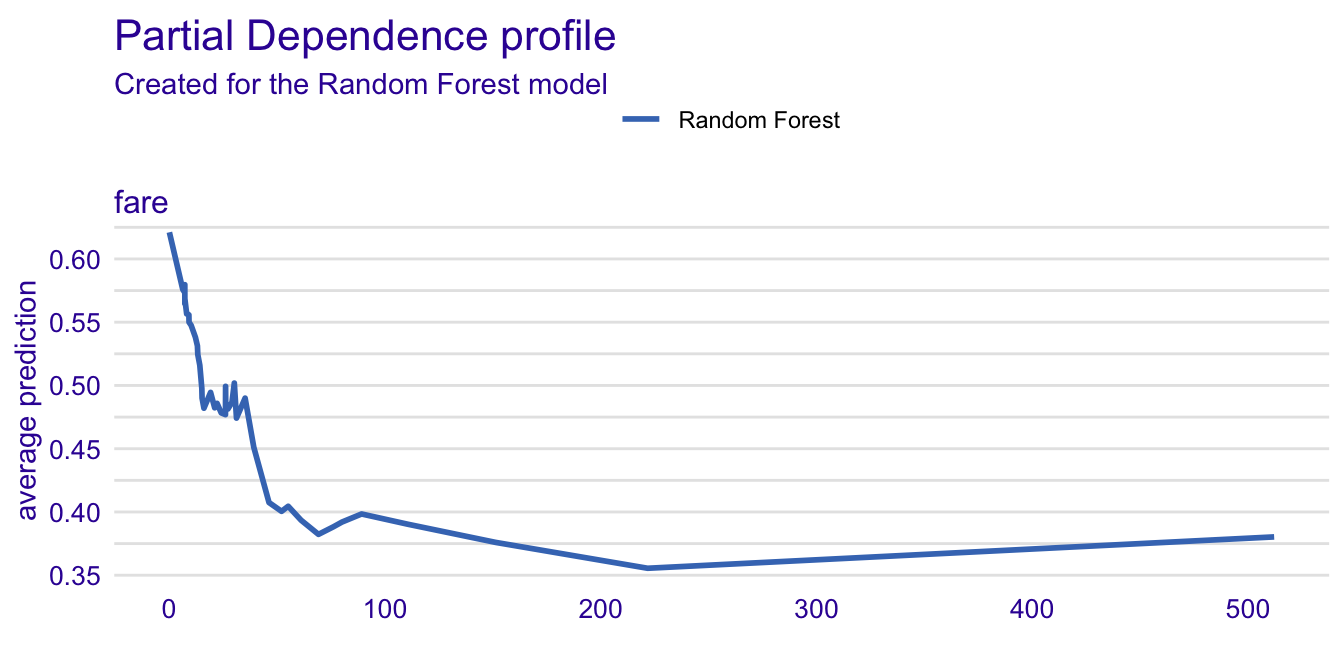 Partial Dependence profile
Created for the Random Forest model
Random Forest
fare
0.60
0.55
0.50
0.45
0.40
0.35
average prediction
0 100 200 300 400 500